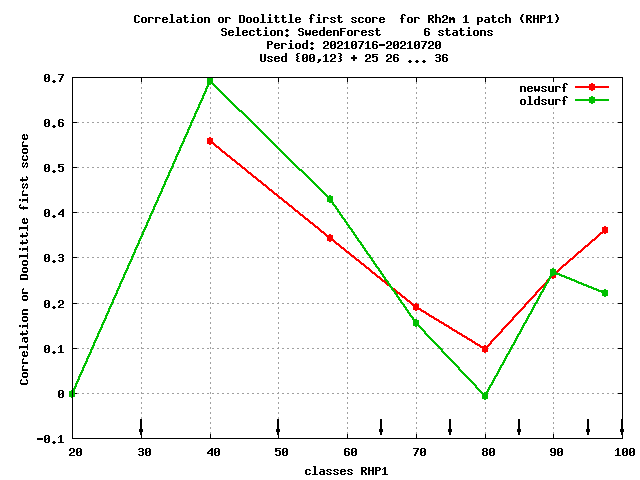 Correlation or Doolittle first score  for Rh2m 1 patch (RHP1)
Selection: SwedenForest      6 stations
Period: 20210716-20210720
Used {00,12} + 25 26 ... 36
newsurf
oldsurf
Correlation or Doolittle first score
0.7
0.6
0.5
0.4
0.3
0.2
0.1
0
-0.1
20 30 40 50 60 70 80 90 100
classes RHP1